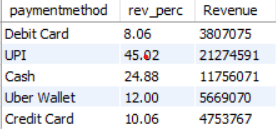 paymentmethod rev_perc Revenue
Debit Card 8.06 3807075
UPI 45.02 21274591
Cash 24.88 11756071
Uber Wallet 12.00 5669070
Credit Card 10.06 4753767